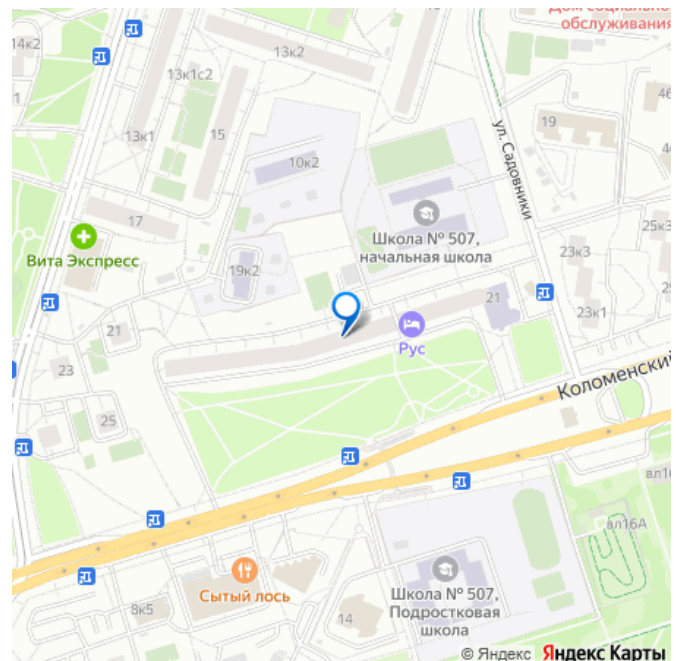 Дом социально
обслуживания
14к2
13к2
13к1с2
46
19
13к1
15
ул. Садовники
10к2
17
Школа № 507,
начальная школа
25к3
23к3
Вита Экспресс
19к2
21
21
23к1
Рус
23
Коломенский
25
вл16А
Сытый лось
Школа № 507,
Подростковая
школа
8к5
14
© Яндекс Яндекс Карты